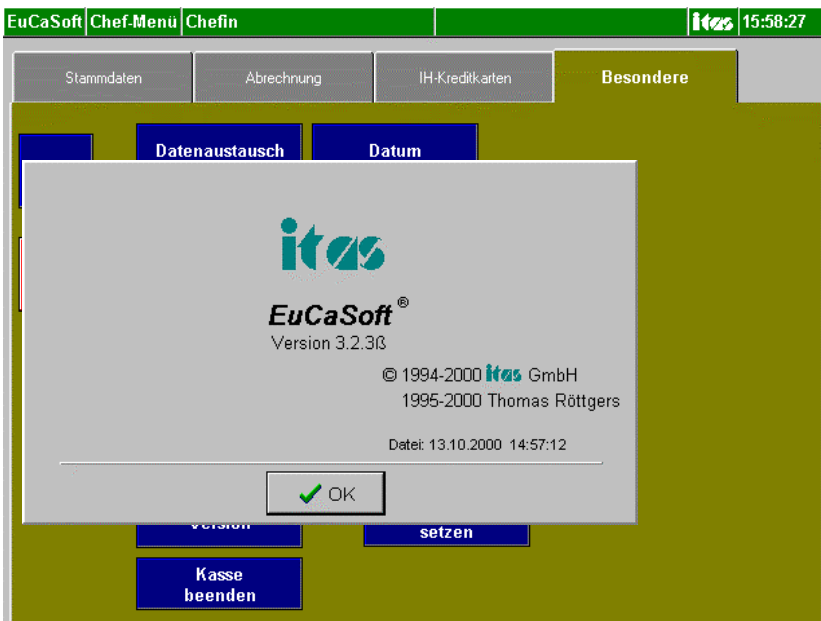 EuCaSoft Chef-Menü Chefin itas 15:58:27
Stammdaten Abrechnung IH-Kreditkarten Besondere
Datenaustausch Datum
itas
EuCaSoft ®
Version 3.2.3ß
© 1994-2000 itas GmbH
1995-2000 Thomas Röttgers
Datei: 13.10.2000 14:57:12
OK
Version setzen
Kasse
beenden